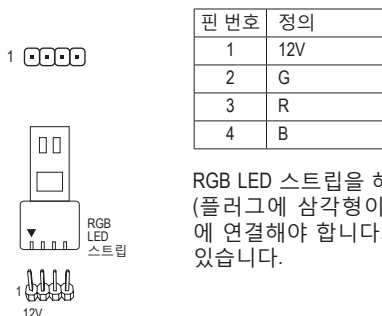 핀 번호 정의
1 12V
2 G
3 R
4 B
1
RGB LED 스트립을
(플러그에 삼각형이
에 연결해야 합니다.
있습니다.
RGB
LED
스트립
1
12V